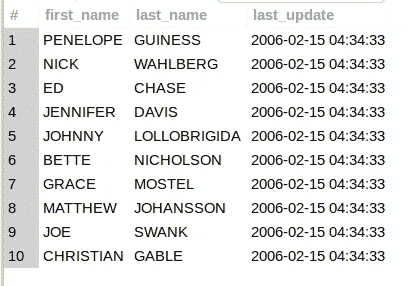 # first_name last_name last_update
1 PENELOPE GUINESS 2006-02-15 04:34:33
2 NICK WAHLBERG 2006-02-15 04:34:33
3 ED CHASE 2006-02-15 04:34:33
4 JENNIFER DAVIS 2006-02-15 04:34:33
5 JOHNNY LOLLOBRIGIDA 2006-02-15 04:34:33
6 BETTE NICHOLSON 2006-02-15 04:34:33
7 GRACE MOSTEL 2006-02-15 04:34:33
8 MATTHEW JOHANSSON 2006-02-15 04:34:33
9 JOE SWANK 2006-02-15 04:34:33
10 CHRISTIAN GABLE 2006-02-15 04:34:33